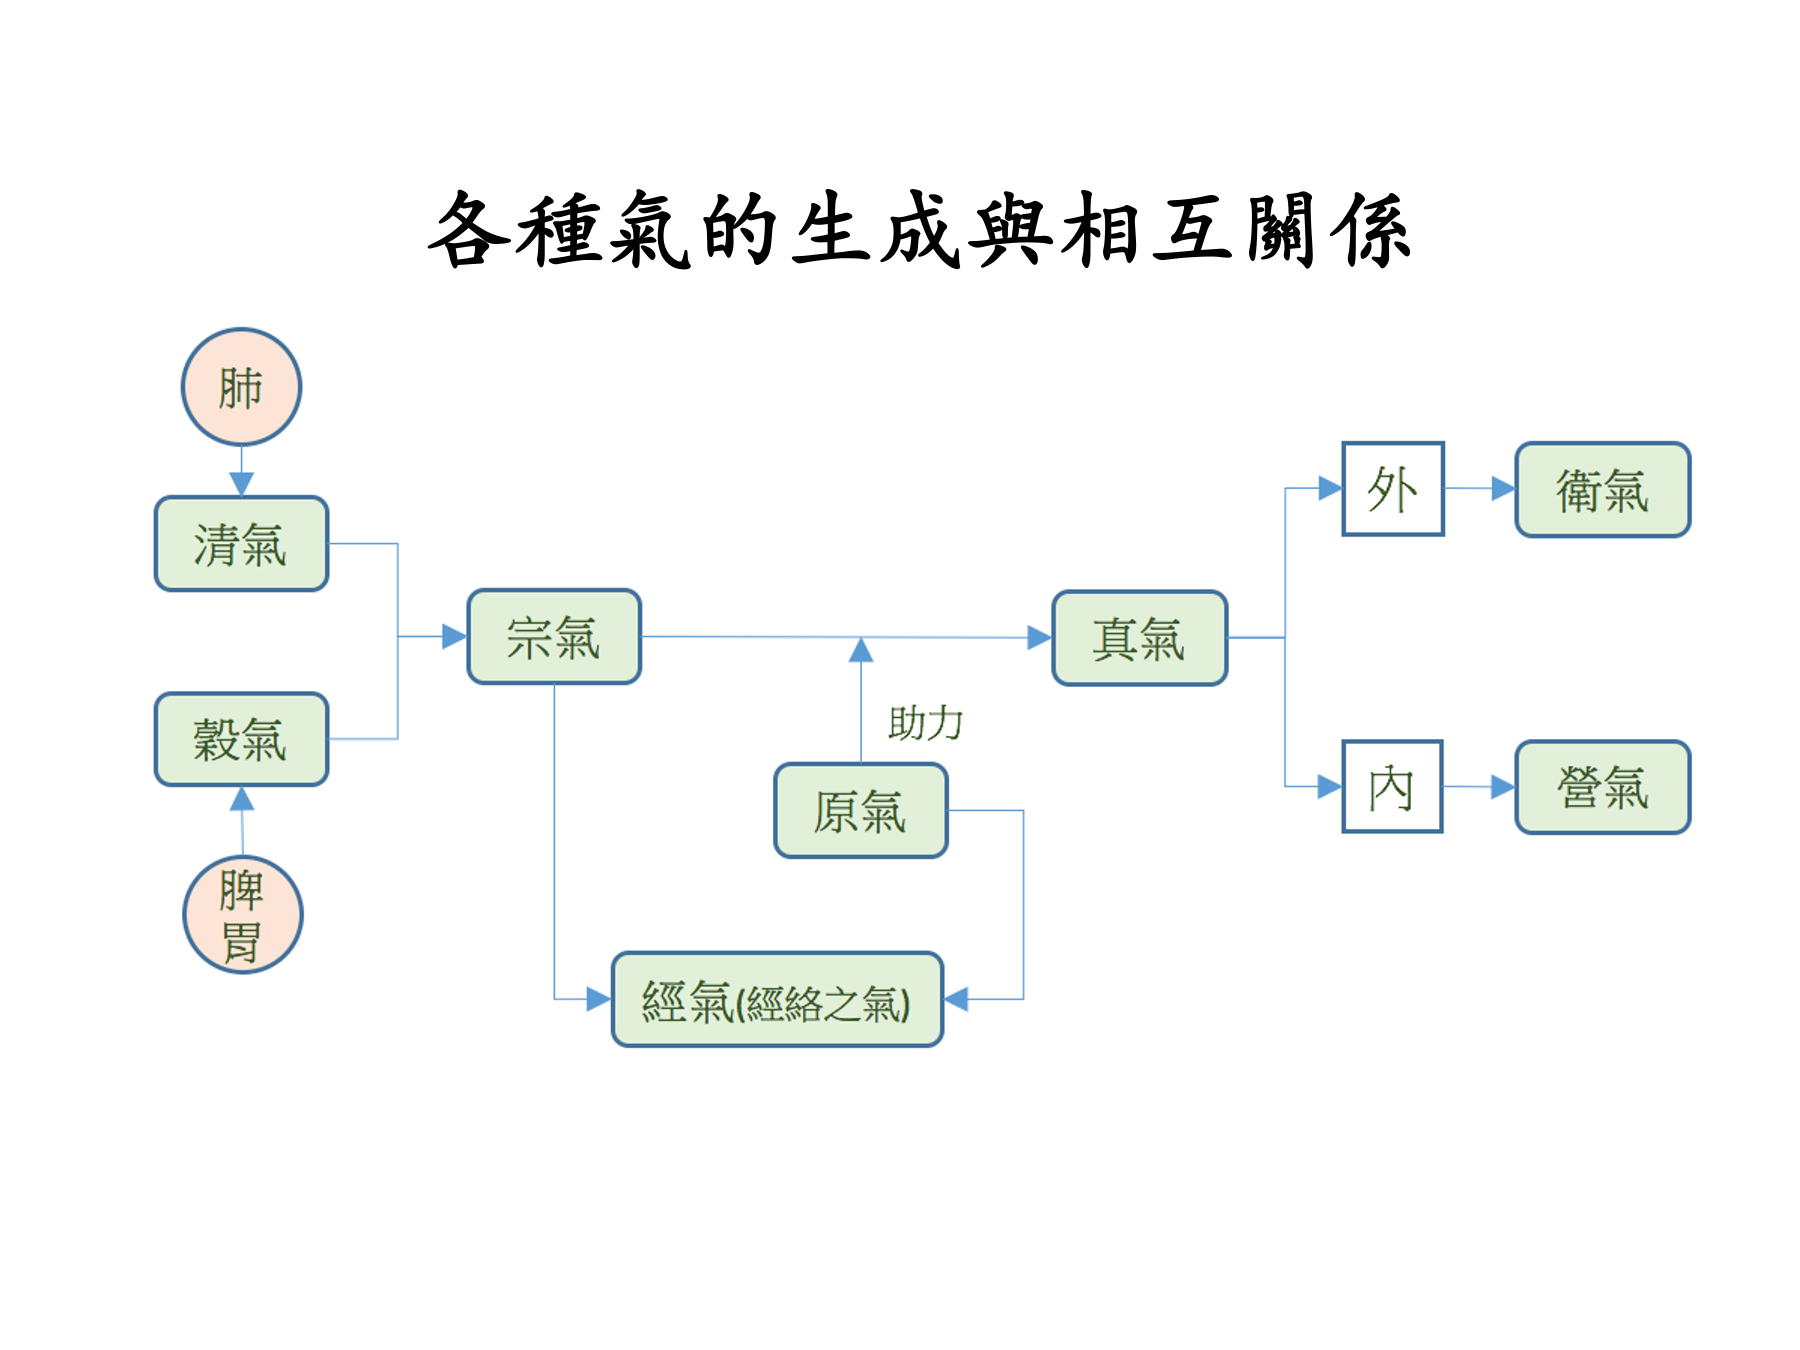 各種氣的生成與相互關係
肺
清氣
穀氣
脾
胃
宗氣
助力
原氣
經氣(經絡之氣)
真氣
外
衛氣
內
營氣